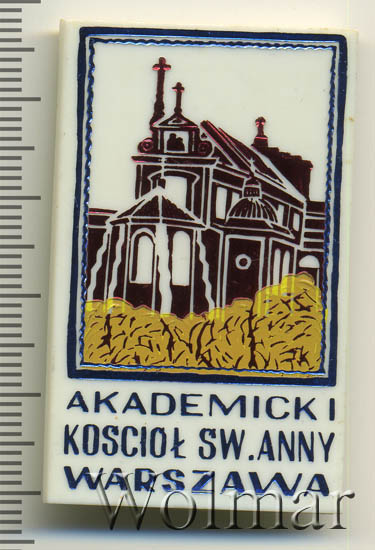 AKADEMICKI
KOSCIOŁ SW. ANNY
WARSZAWA
Wolmar